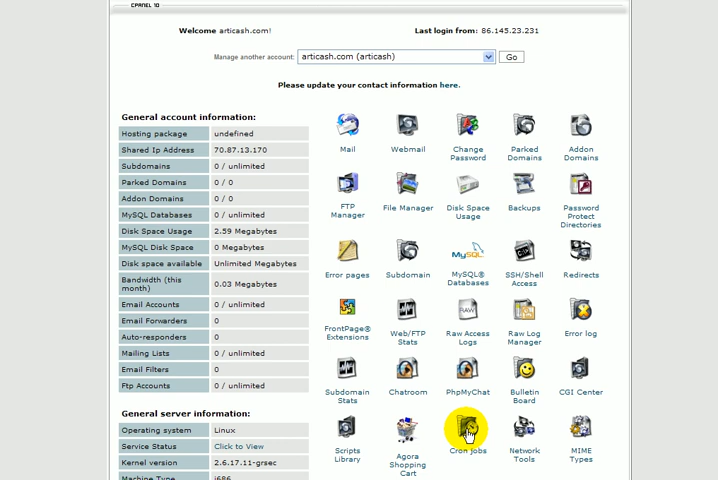 CPANEL 10
Welcome articash.com!
Last login from: 86.145.23.231
Manage another account: articash.com (articash) Go
Please update your contact information here.
General account information:
Hosting package undefined
Shared Ip Address 70.87.13.170
Subdomains 0 / unlimited
Parked Domains 0 / 0
Addon Domains 0 / 0
MySQL Databases 0 / unlimited
Disk Space Usage 2.59 Megabytes
MySQL Disk Space 0 Megabytes
Disk space available Unlimited Megabytes
Bandwidth (this
month) 0.03 Megabytes
Email Accounts 0 / unlimited
Email Forwarders 0
Auto-responders 0
Mailing Lists 0 / unlimited
Email Filters 0
Ftp Accounts 0 / unlimited
General server information:
Operating system Linux
Service Status Click to View
Kernel version 2.6.17.11-grsec
Machine Type i686
Mail
Webmail
Change
Password
Parked
Domains
Addon
Domains
FTP
Manager
File Manager
Disk Space
Usage
Backups
Password
Protect
Directories
Error pages
Subdomain
MySQL
MySQL®
Databases
SSH/Shell
Access
Redirects
FrontPage®
Extensions
Web/FTP
Stats
RAW
Raw Access
Logs
Raw Log
Manager
Error log
Subdomain
Stats
Chatroom
PhpMyChat
Bulletin
Board
CGI Center
Scripts
Library
Agora
Shopping
Cart
Cron jobs
Network
Tools
MIME
Types